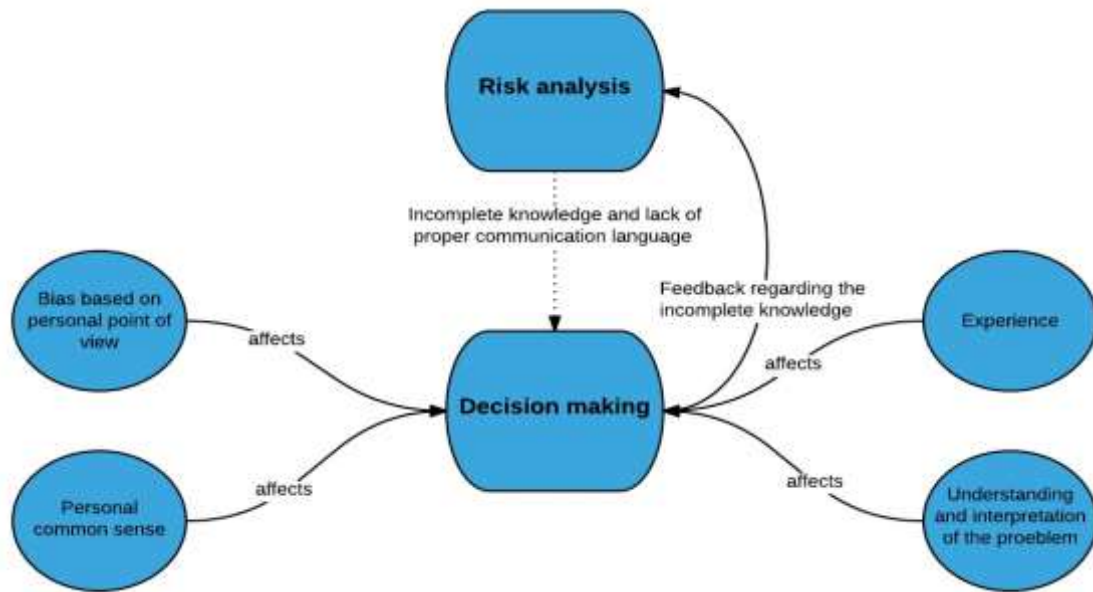 Risk analysis
Incomplete knowledge and lack of
proper communication language
Feedback regarding the
incomplete knowledge
Bias based on
personal point of
view
affects
Experience
affects
Decision making
Personal
common sense
affects
Understanding
and interpretation
of the proeblem
affects